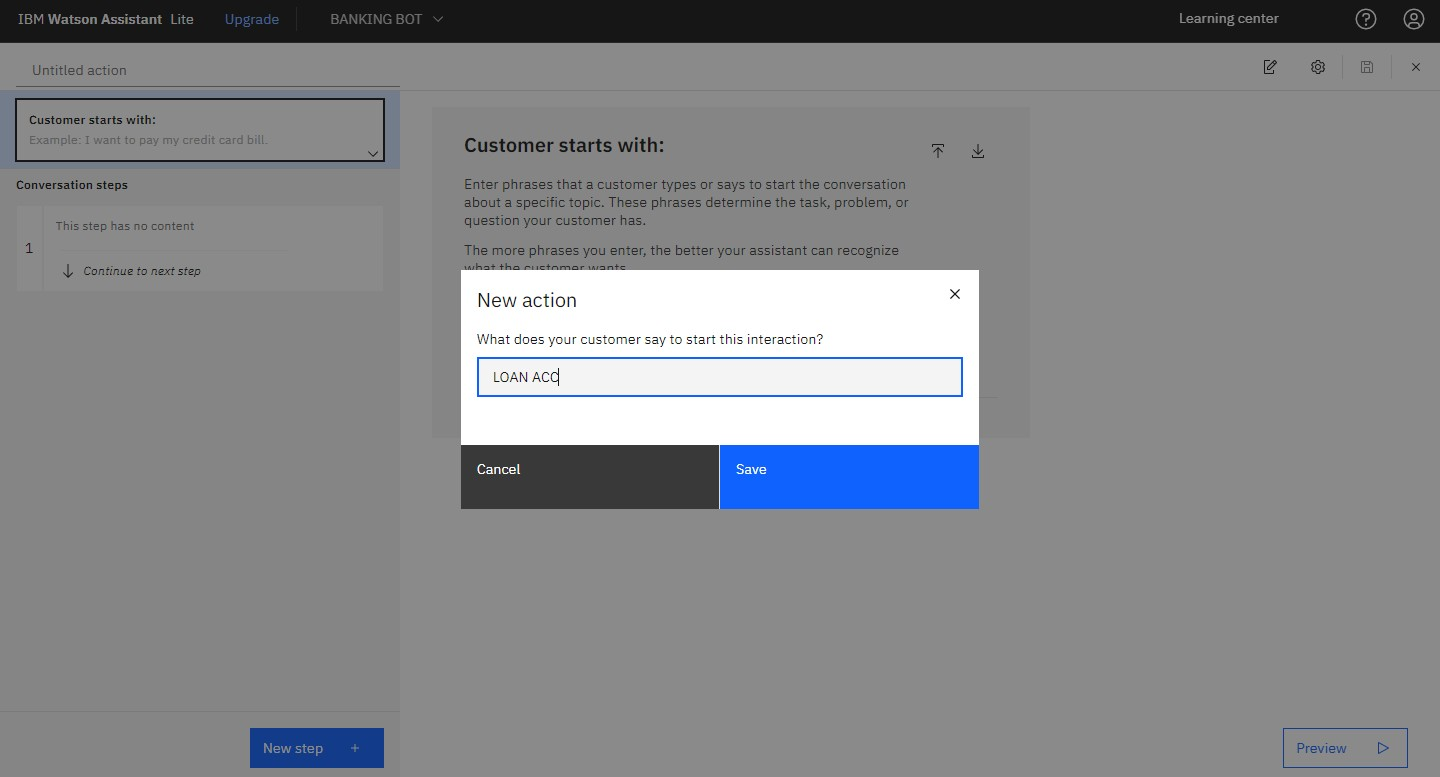 IBM Watson Assistant Lite
Upgrade
BANKING BOT
Learning center
Untitled action
Customer starts with:
Example: I want to pay my credit card bill.
Conversation steps
1
This step has no content
Continue to next step
New step
Customer starts with:
Enter phrases that a customer types or says to start the conversation
about a specific topic. These phrases determine the task, problem, or
question your customer has.
The more phrases you enter, the better your assistant can recognize
what the customer wants.
New action
What does your customer say to start this interaction?
LOAN ACC
Cancel
Save
Preview